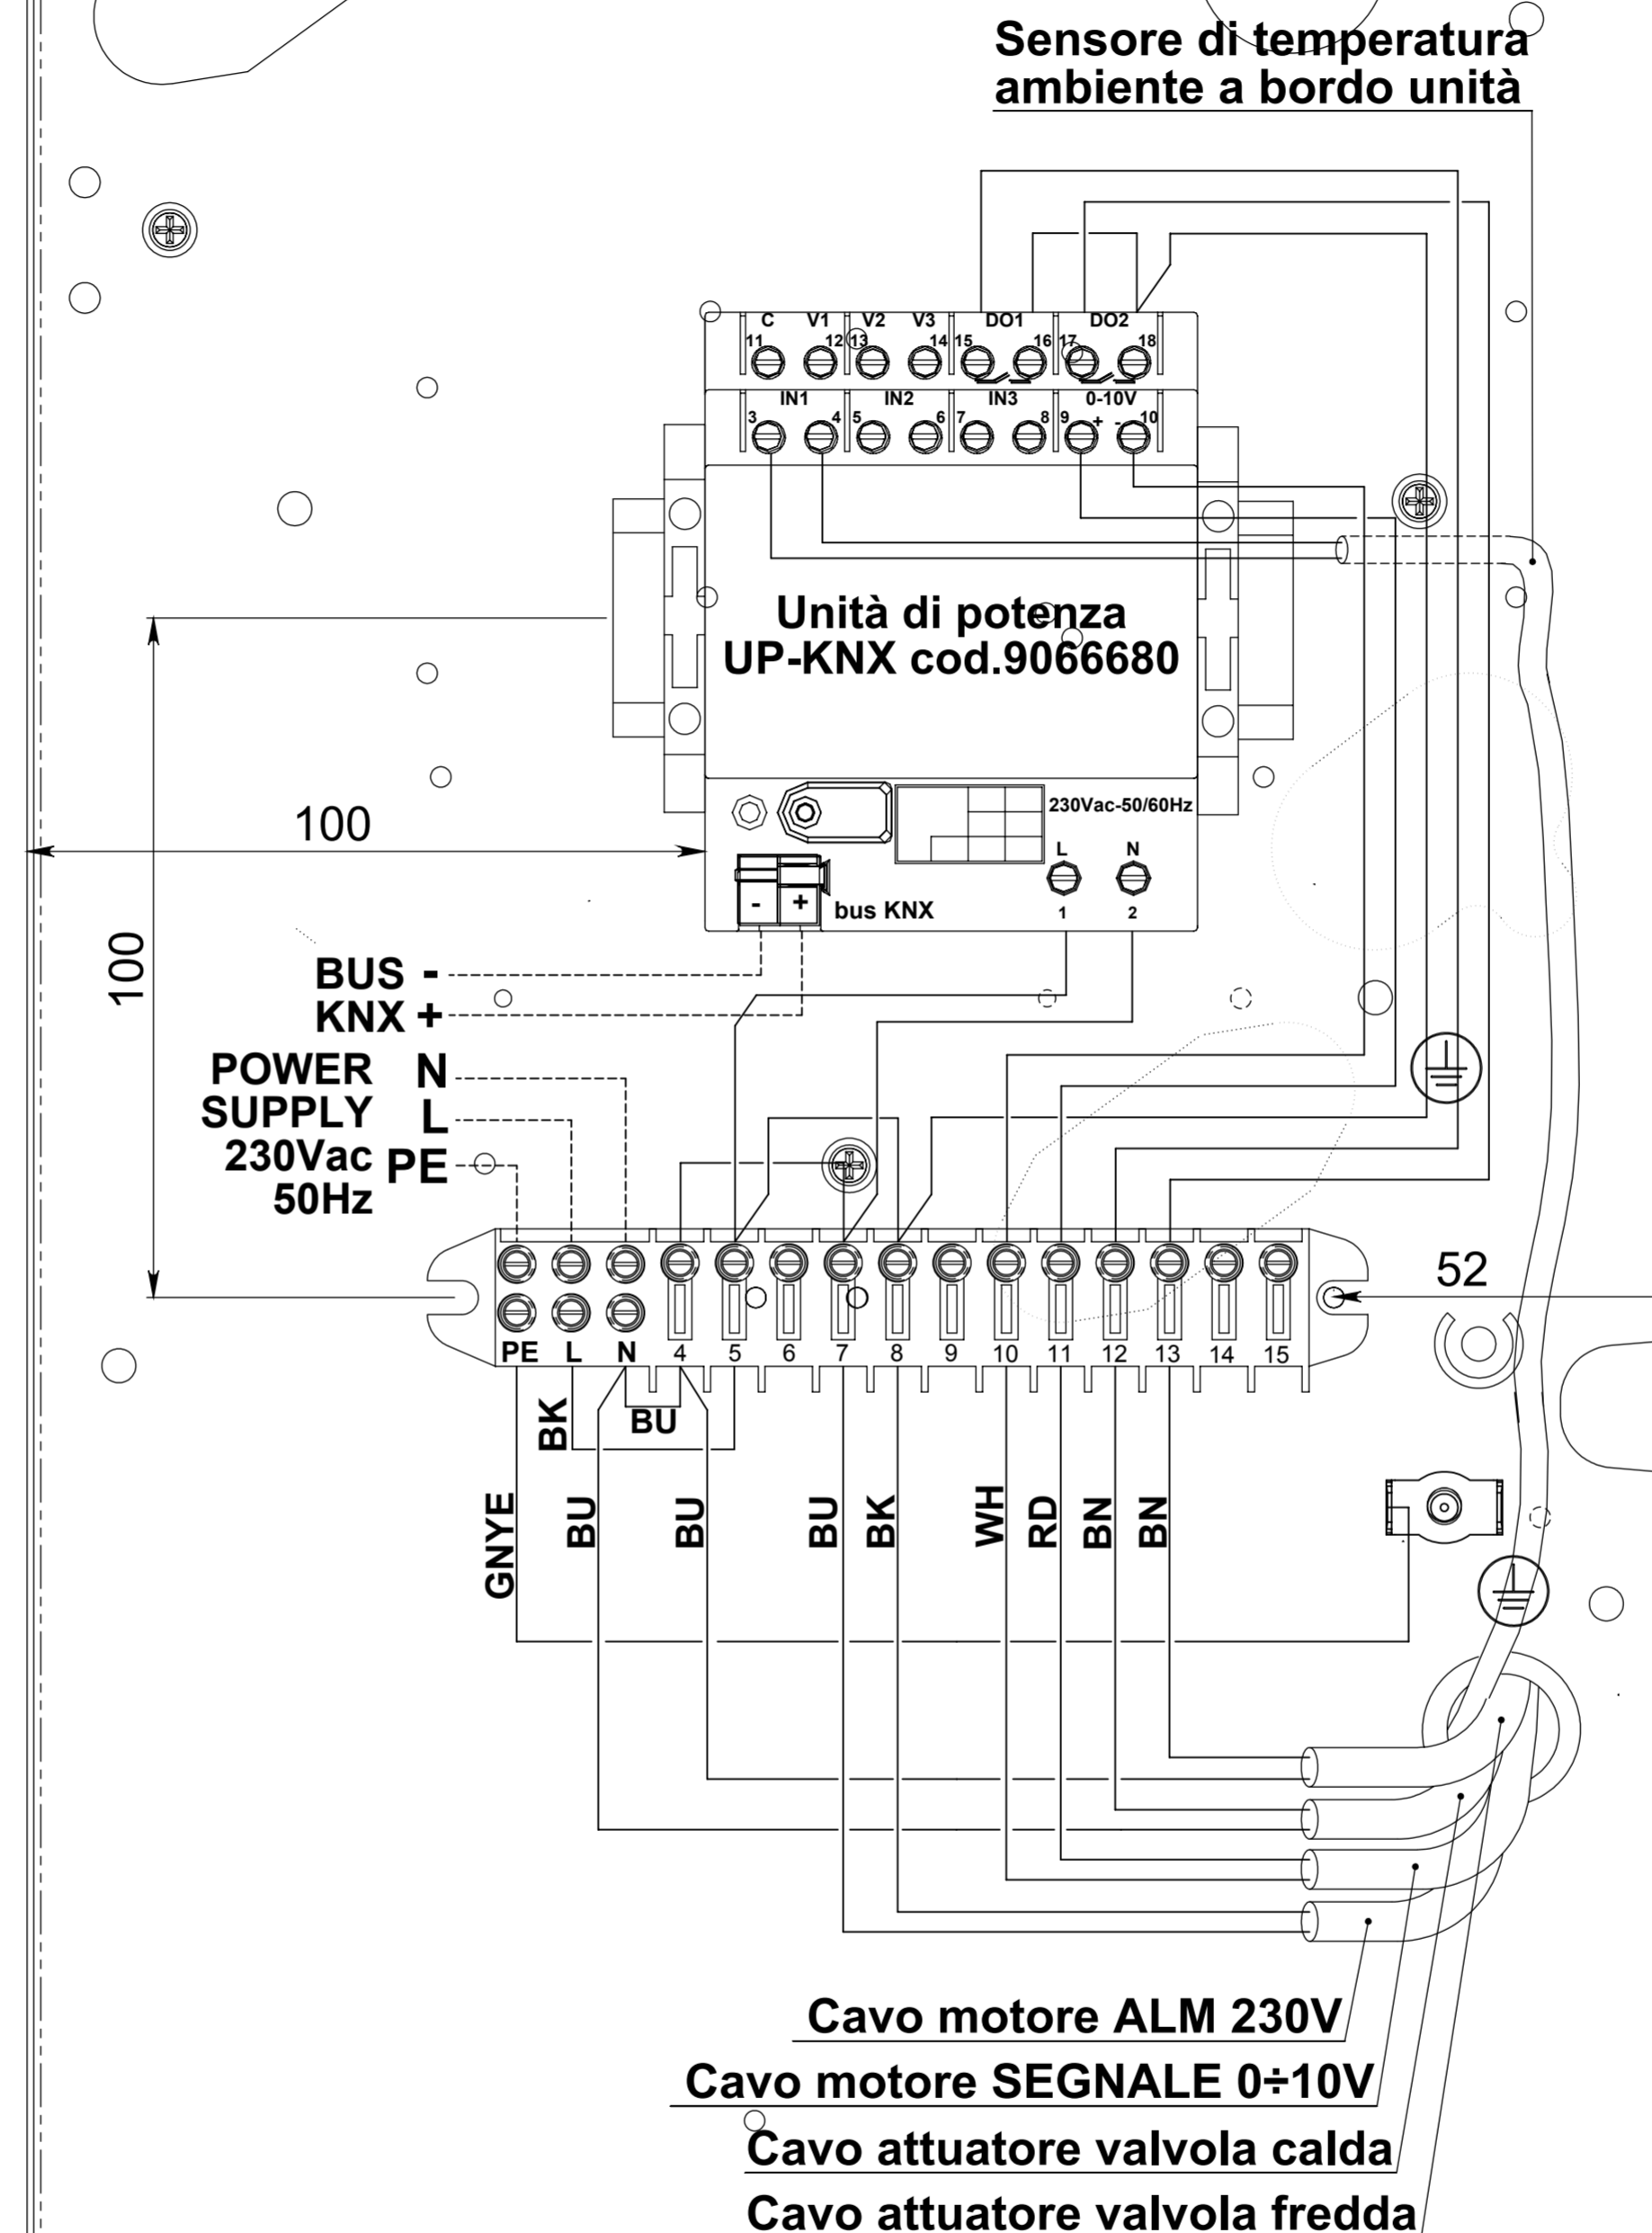 Sensore di temperatura
ambiente a bordo unità
C V1 V2 V3 DO1 DO2
11 12 13 14 15 16 17 18
IN1 IN2 IN3 0-10V
3 4 5 6 7 8 9 + - 10
Unità di potenza
UP-KNX cod.9066680
100
230Vac-50/60Hz
L N
- + bus KNX
1 2
100
BUS -
KNX +
POWER N
SUPPLY L
230Vac PE
50Hz
52
PE L N 4 5 6 7 8 9 10 11 12 13 14 15
BK
BU
GNYE
BU
BU
BU
BK
WH
RD
BN
BN
Cavo motore ALM 230V
Cavo motore SEGNALE 0÷10V
Cavo attuatore valvola calda
Cavo attuatore valvola fredda